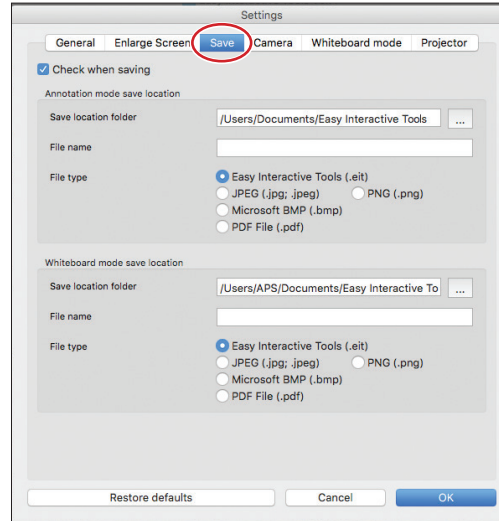 Settings
General Enlarge Screen Save Camera Whiteboard mode Projector
Check when saving
Annotation mode save location
Save location folder /Users/Documents/Easy Interactive Tools ...
File name
File type Easy Interactive Tools (.eit)
JPEG (.jpg; .jpeg) PNG (.png)
Microsoft BMP (.bmp)
PDF File (.pdf)
Whiteboard mode save location
Save location folder /Users/APS/Documents/Easy Interactive To ...
File name
File type Easy Interactive Tools (.eit)
JPEG (.jpg; .jpeg) PNG (.png)
Microsoft BMP (.bmp)
PDF File (.pdf)
Restore defaults Cancel OK